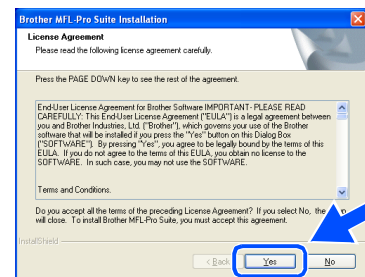 Brother MFL-Pro Suite Installation
License Agreement
Please read the following license agreement carefully.
Press the PAGE DOWN key to see the rest of the agreement.
End-User License Agreement for Brother Software IMPORTANT- PLEASE READ
CAREFULLY: This End-User License Agreement ("EULA") is a legal agreement between
you and Brother Industries, Ltd. ("Brother"), which governs your use of the Brother
software that will be installed if you press the "Yes" button on this Dialog Box
("SOFTWARE"). By pressing "Yes", you agree to be legally bound by the terms of this
EULA. If you do not agree to the terms of this EULA, you obtain no license to the
SOFTWARE. In such case, you may not use the SOFTWARE.
Terms and Conditions.
Do you accept all the terms of the preceding License Agreement? If you select No, the
will close. To install Brother MFL-Pro Suite, you must accept this agreement.
InstallShield
< Back Yes No